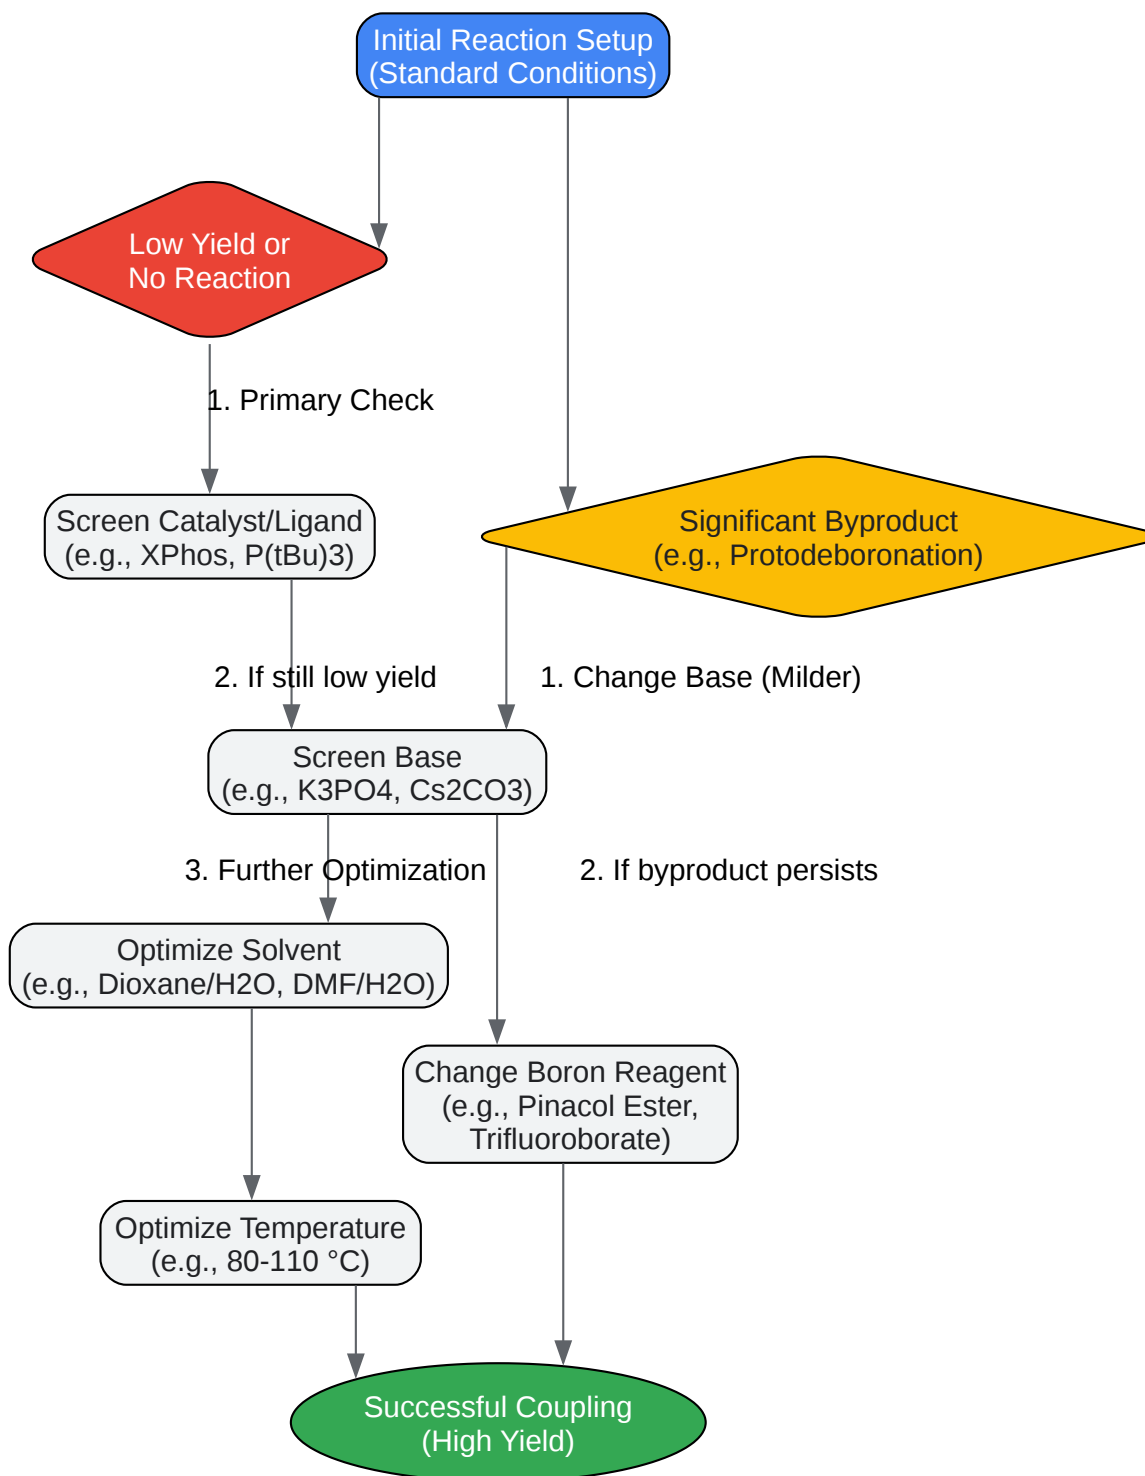 Initial Reaction Setup
(Standard Conditions)
Low Yield or
No Reaction
1. Primary Check
Screen Catalyst/Ligand
(e.g., XPhos, P(tBu)3)
Significant Byproduct
(e.g., Protodeboronation)
2. If still low yield
1. Change Base (Milder)
Screen Base
(e.g., K3PO4, Cs2CO3)
3. Further Optimization
2. If byproduct persists
Optimize Solvent
(e.g., Dioxane/H2O, DMF/H2O)
Change Boron Reagent
(e.g., Pinacol Ester,
Trifluoroborate)
Optimize Temperature
(e.g., 80-110 °C)
Successful Coupling
(High Yield)